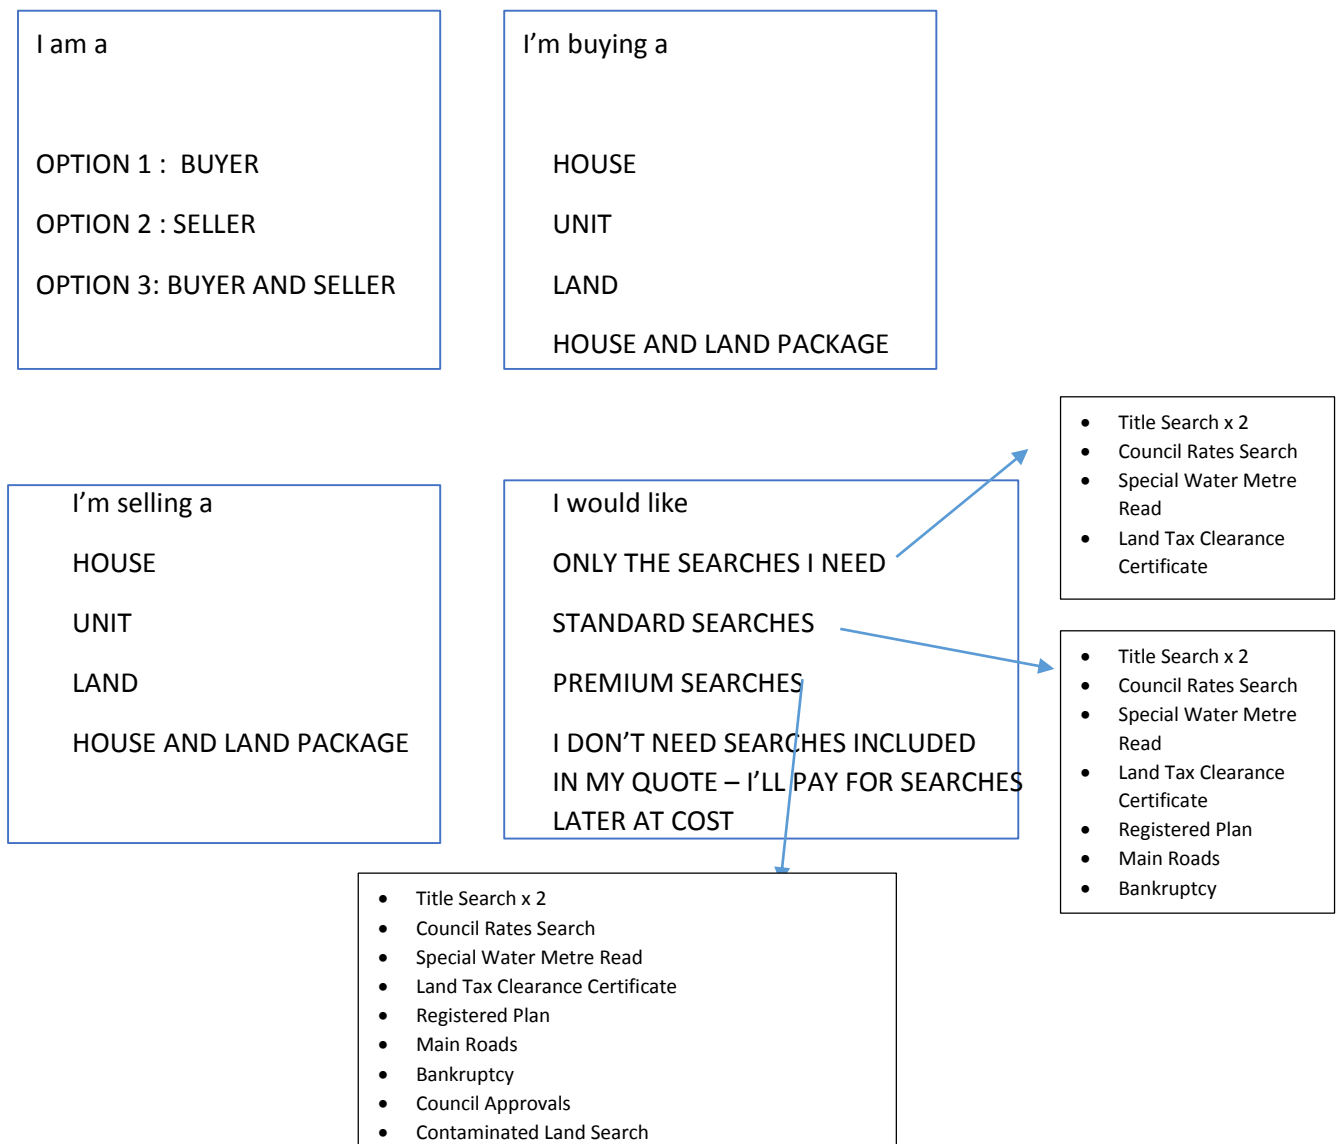 I am a
OPTION 1 :  BUYER
OPTION 2 : SELLER
OPTION 3: BUYER AND SELLER
I’m buying a
HOUSE
UNIT
LAND
HOUSE AND LAND PACKAGE
I’m selling a
HOUSE
UNIT
LAND
HOUSE AND LAND PACKAGE
I would like
ONLY THE SEARCHES I NEED
STANDARD SEARCHES
PREMIUM SEARCHES
I DON’T NEED SEARCHES INCLUDED
IN MY QUOTE – I’LL PAY FOR SEARCHES
LATER AT COST
• Title Search x 2
• Council Rates Search
• Special Water Metre
Read
• Land Tax Clearance
Certificate
• Title Search x 2
• Council Rates Search
• Special Water Metre
Read
• Land Tax Clearance
Certificate
• Registered Plan
• Main Roads
• Bankruptcy
• Title Search x 2
• Council Rates Search
• Special Water Metre Read
• Land Tax Clearance Certificate
• Registered Plan
• Main Roads
• Bankruptcy
• Council Approvals
• Contaminated Land Search